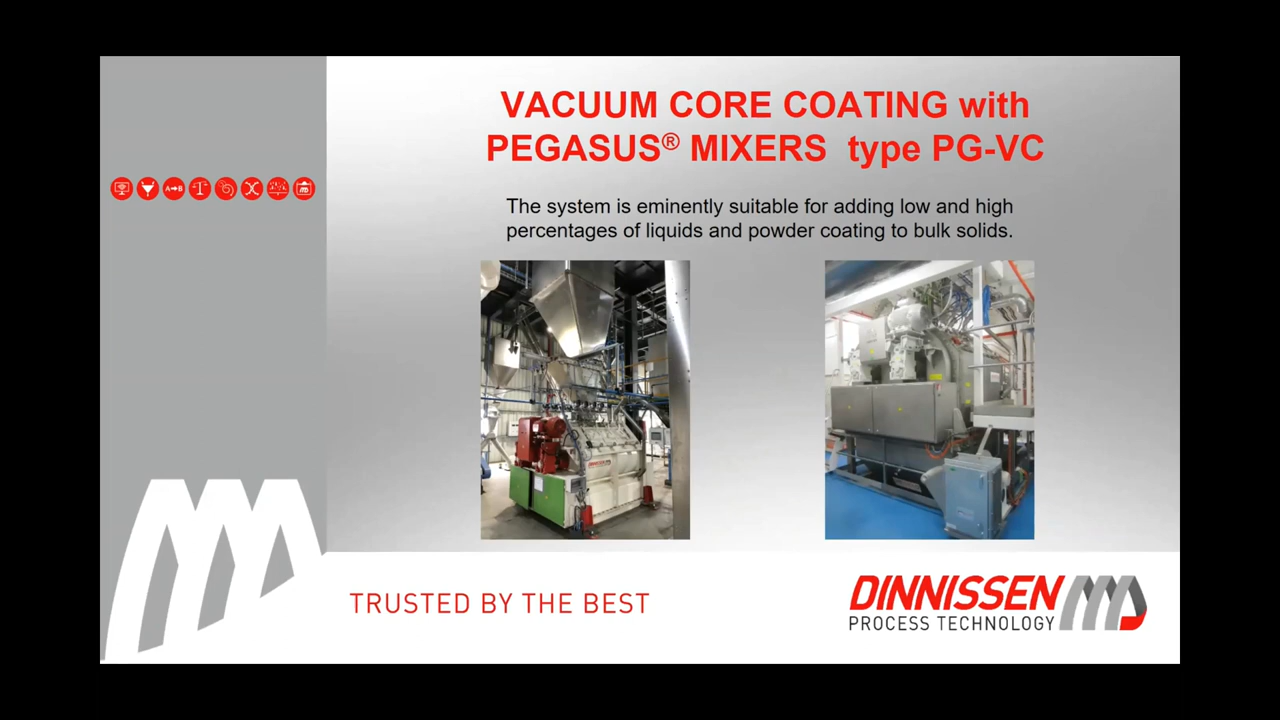 VACUUM CORE COATING with
PEGASUS® MIXERS type PG-VC
A➔B
The system is eminently suitable for adding low and high
percentages of liquids and powder coating to bulk solids.
DINNISSEN
TRUSTED BY THE BEST
DINNISSEN
PROCESS TECHNOLOGY